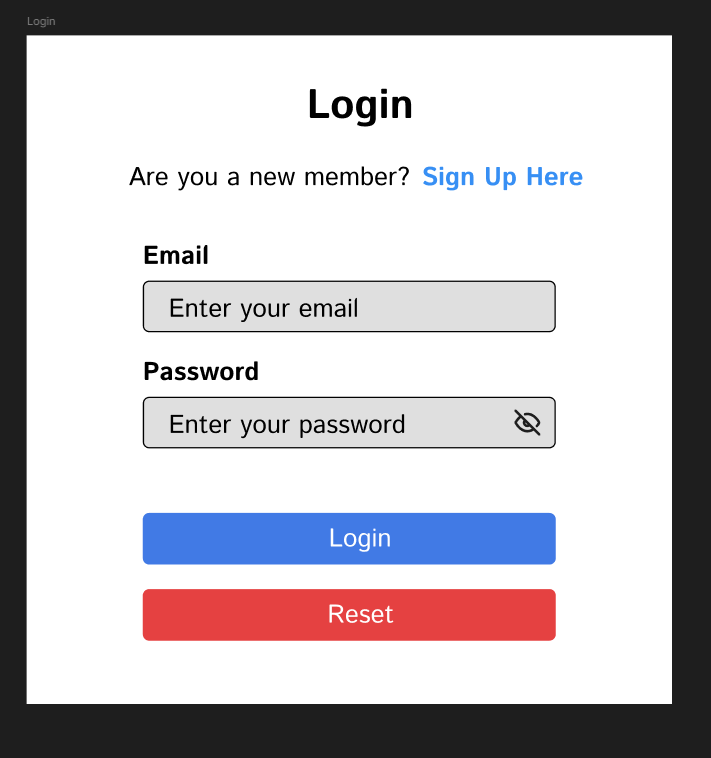 Login
Login
Are you a new member? Sign Up Here
Email
Enter your email
Password
Enter your password
Login
Reset